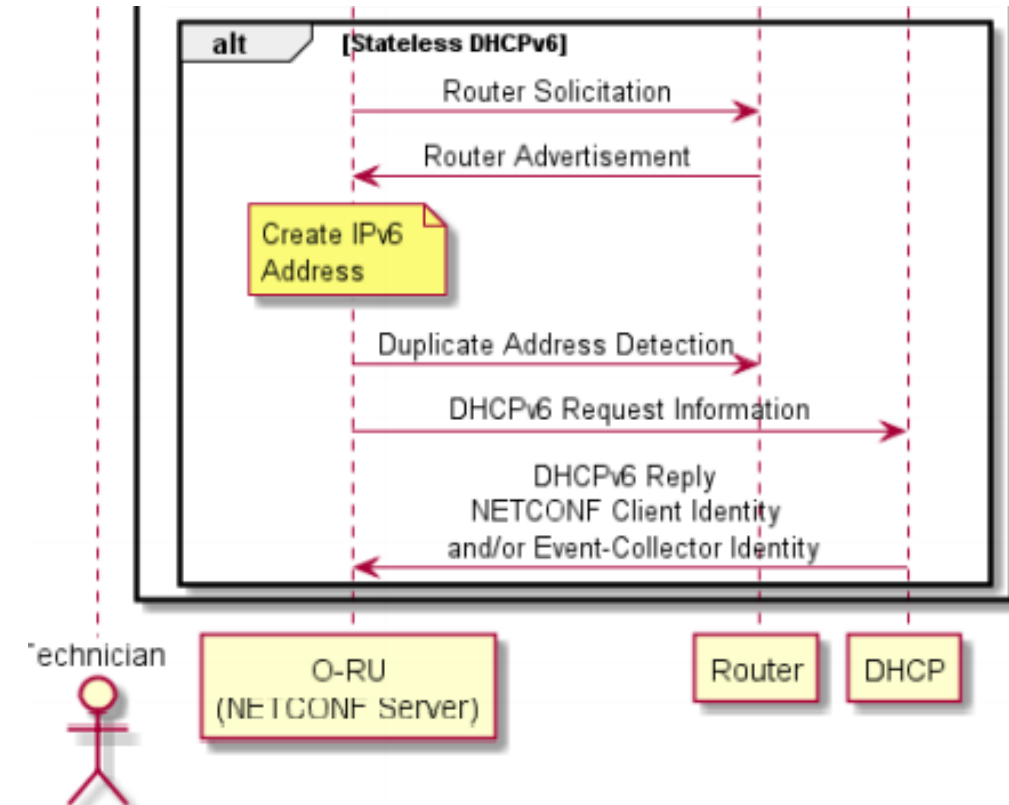 alt [Stateless DHCPv6]
Router Solicitation
Router Advertisement
Create IPv6
Address
Duplicate Address Detection
DHCPv6 Request Information
DHCPv6 Reply
NETCONF Client Identity
and/or Event-Collector Identity
Technician
O-RU
(NETCONF Server)
Router
DHCP